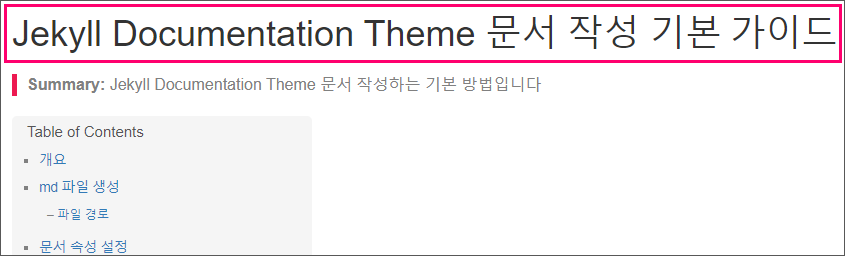 Jekyll Documentation Theme 문서 작성 기본 가이드
Summary: Jekyll Documentation Theme 문서 작성하는 기본 방법입니다
Table of Contents
개요
md 파일 생성
– 파일 경로
문서 속성 설정